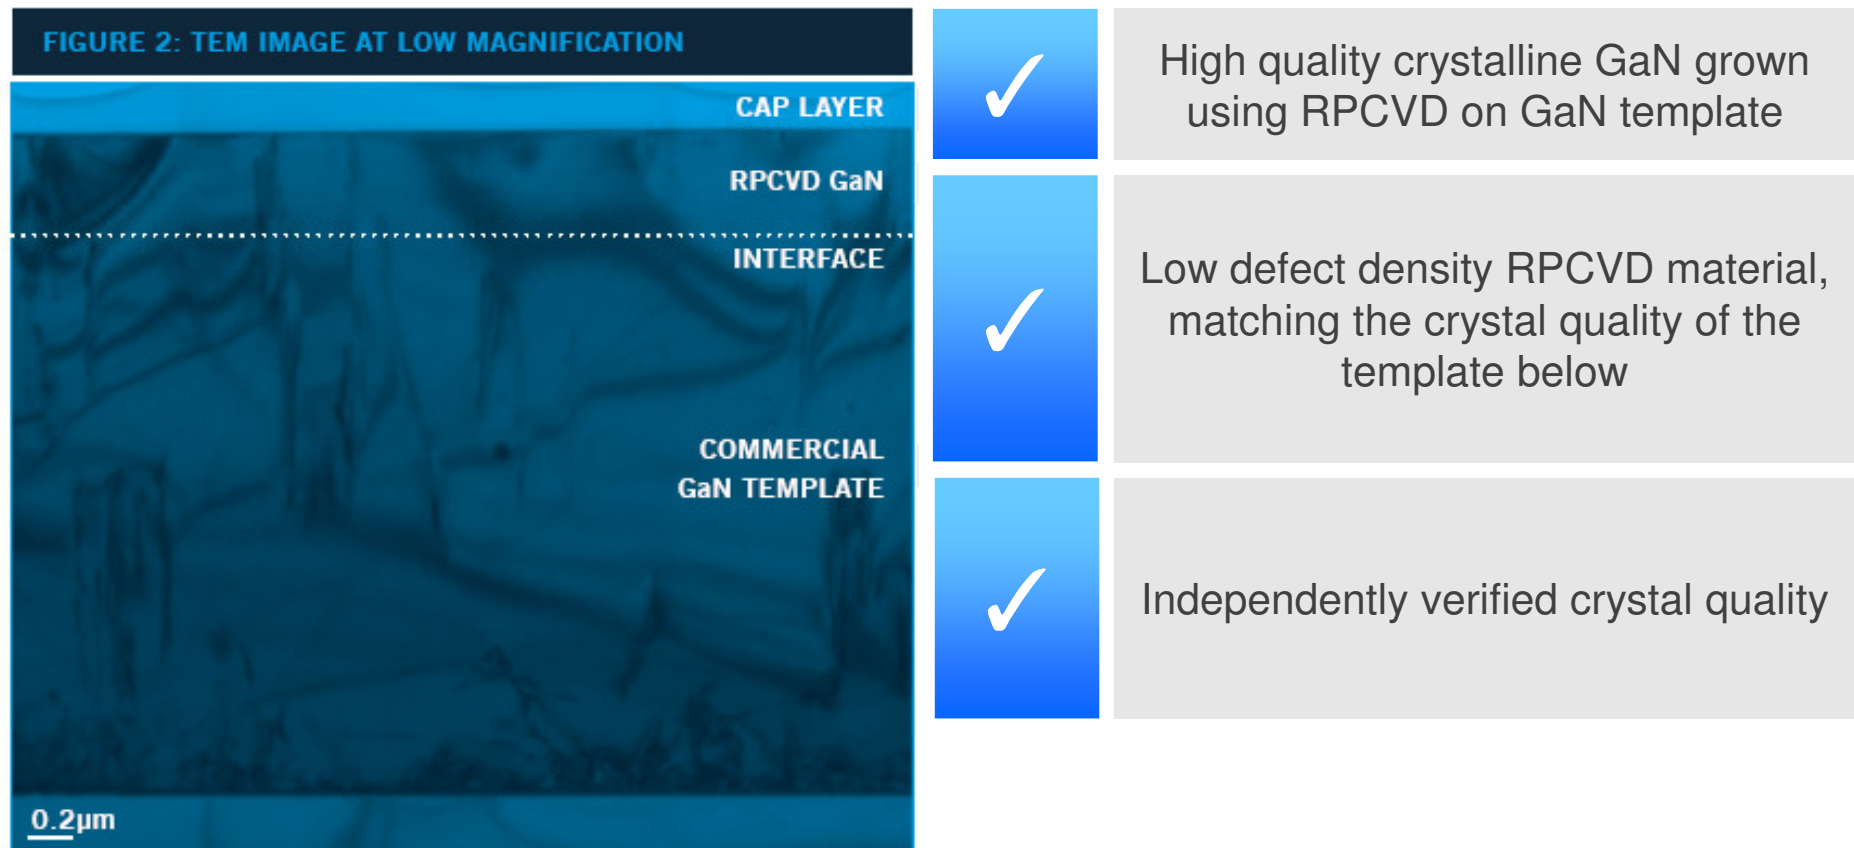 FIGURE 2: TEM IMAGE AT LOW MAGNIFICATION
CAP LAYER
RPCVD GaN
INTERFACE
COMMERCIAL
GaN TEMPLATE
0.2µm
✓
High quality crystalline GaN grown
using RPCVD on GaN template
✓
Low defect density RPCVD material,
matching the crystal quality of the
template below
✓
Independently verified crystal quality